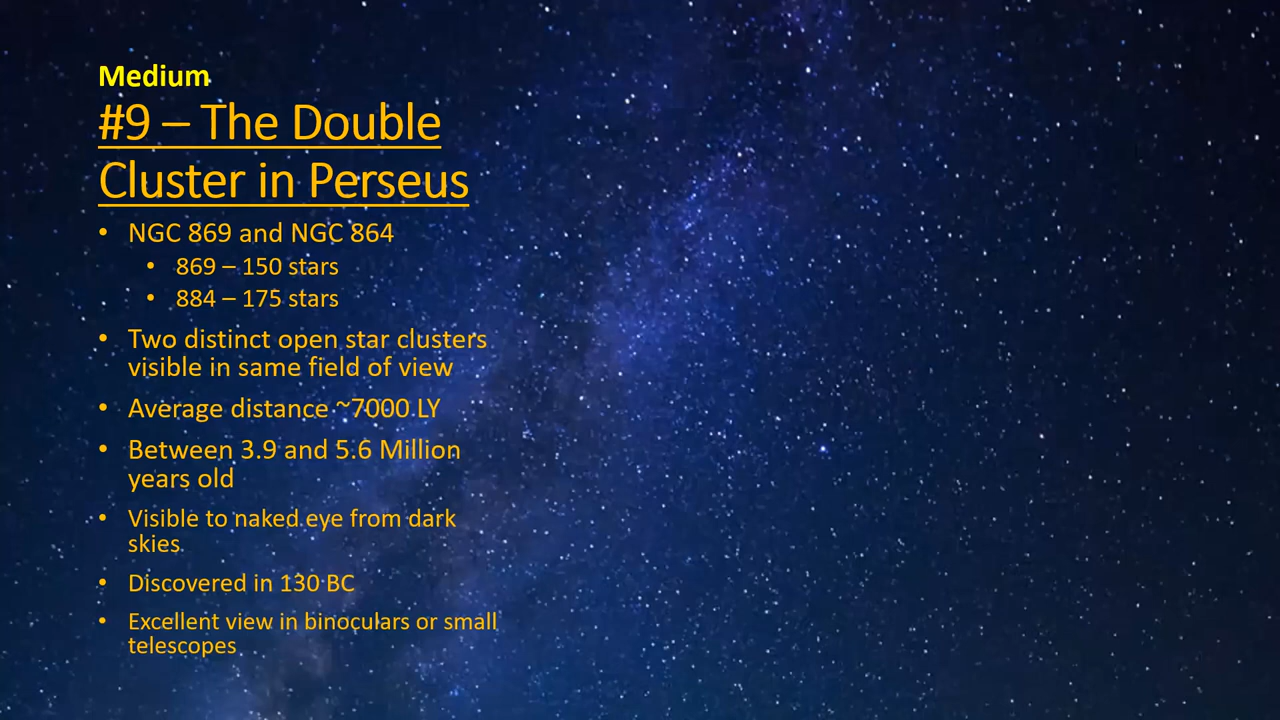 Medium
#9 – The Double
Cluster in Perseus
• NGC 869 and NGC 864
• 869 – 150 stars
• 884 – 175 stars
• Two distinct open star clusters
visible in same field of view
• Average distance ~7000 LY
• Between 3.9 and 5.6 Million
years old
• Visible to naked eye from dark
skies
• Discovered in 130 BC
• Excellent view in binoculars or small
telescopes